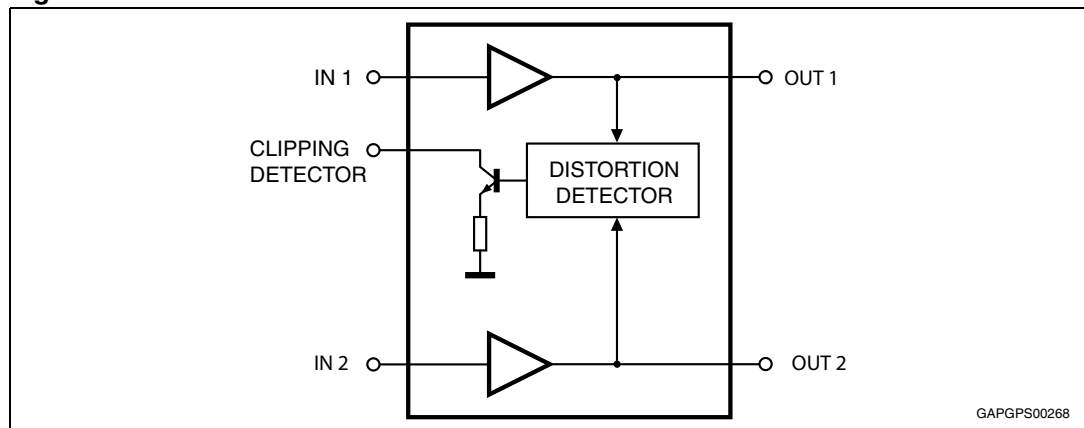 IN 1
OUT 1
CLIPPING
DETECTOR
DISTORTION
DETECTOR
IN 2
OUT 2
GAPGPS00268